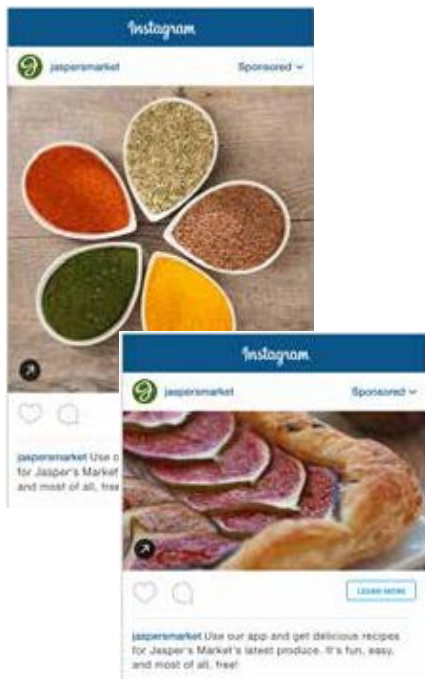 Instagram
jaspersmarket Sponsored
jaspersmarket Use o
for Jasper's Market
and most of all, free
Instagram
jaspersmarket Sponsored
LEARN MORE
jaspersmarket Use our app and get delicious recipes
for Jasper's Market's latest produce. It's fun, easy,
and most of all, free!